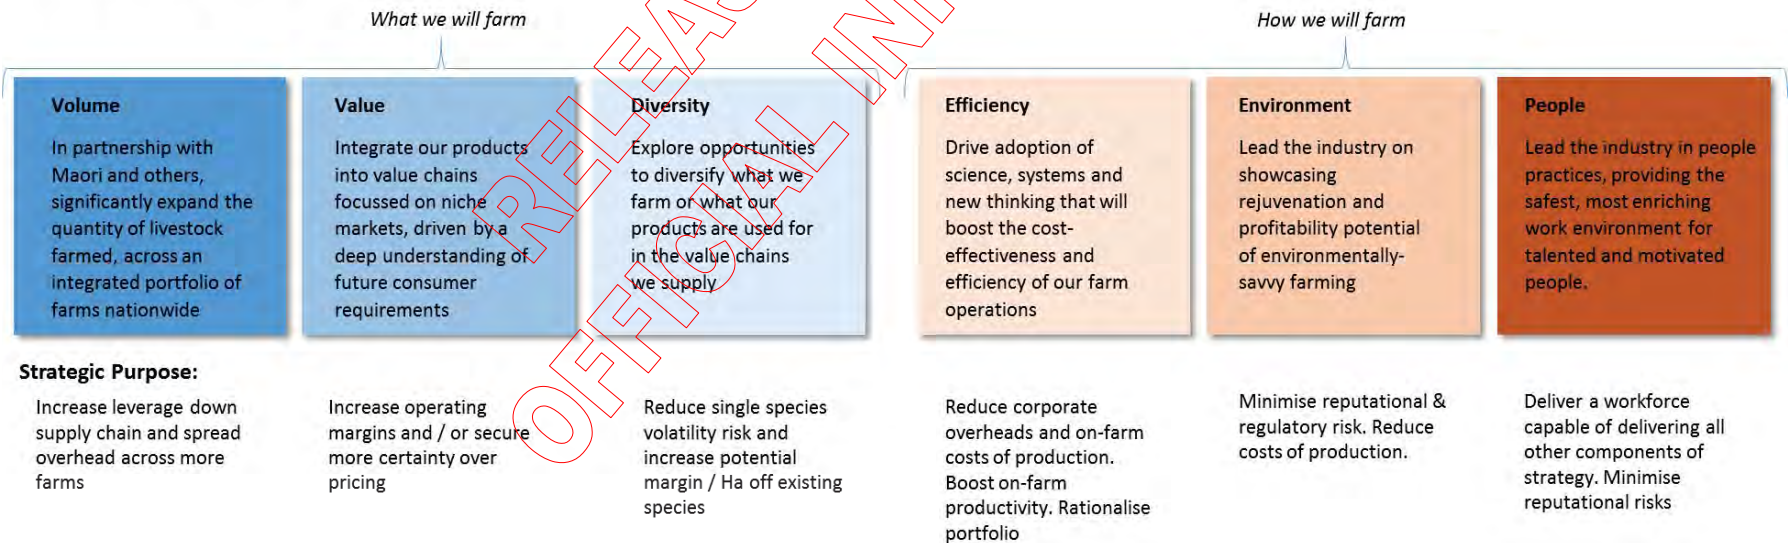 What we will farm
How we will farm
Volume
In partnership with
Maori and others,
significantly expand the
quantity of livestock
farmed, across an
integrated portfolio of
farms nationwide
Value
Integrate our products
into value chains
focussed on niche
markets, driven by a
deep understanding of
future consumer
requirements
Diversity
Explore opportunities
to diversify what we
farm or what our
products are used for
in the value chains
we supply
Efficiency
Drive adoption of
science, systems and
new thinking that will
boost the cost-
effectiveness and
efficiency of our farm
operations
Environment
Lead the industry on
showcasing
rejuvenation and
profitability potential
of environmentally-
savvy farming
People
Lead the industry in people
practices, providing the
safest, most enriching
work environment for
talented and motivated
people.
Strategic Purpose:
Increase leverage down
supply chain and spread
overhead across more
farms
Increase operating
margins and / or secure
more certainty over
pricing
Reduce single species
volatility risk and
increase potential
margin / Ha off existing
species
Reduce corporate
overheads and on-farm
costs of production.
Boost on-farm
productivity. Rationalise
portfolio
Minimise reputational &
regulatory risk. Reduce
costs of production.
Deliver a workforce
capable of delivering all
other components of
strategy. Minimise
reputational risks
OFFICIAL